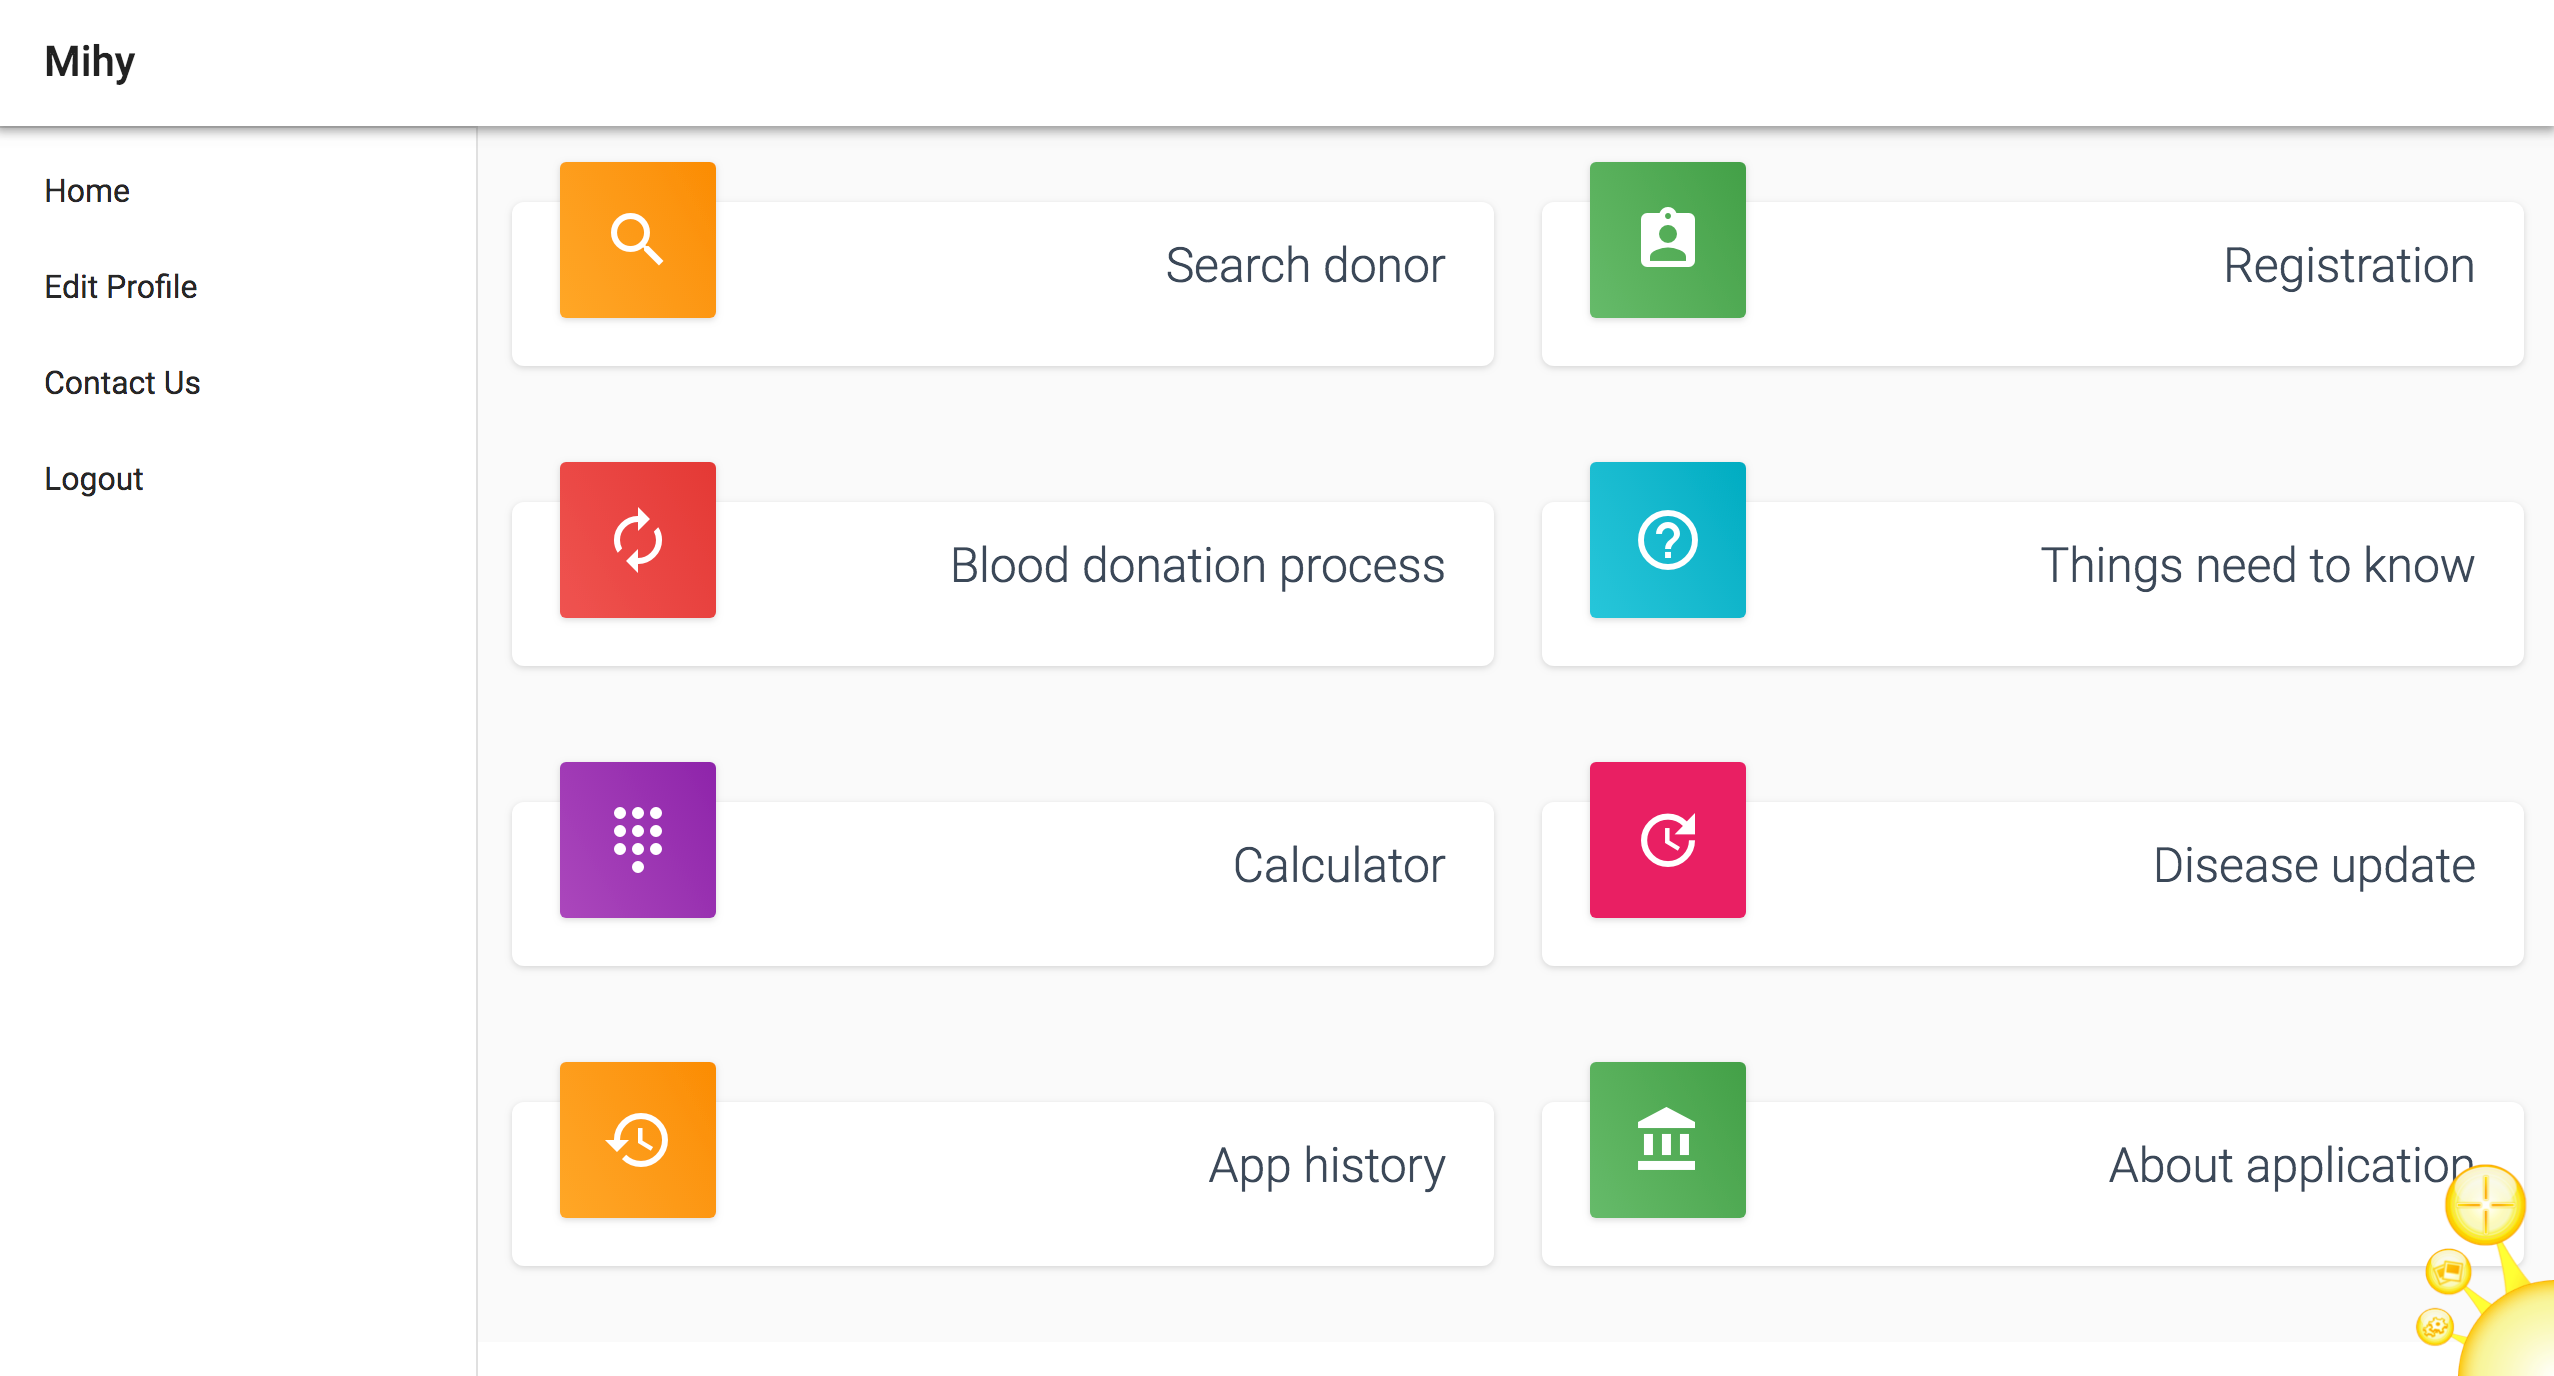 Mihy
Home
Edit Profile
Contact Us
Logout
Search donor
Registration
Blood donation process
Things need to know
Calculator
Disease update
App history
About application